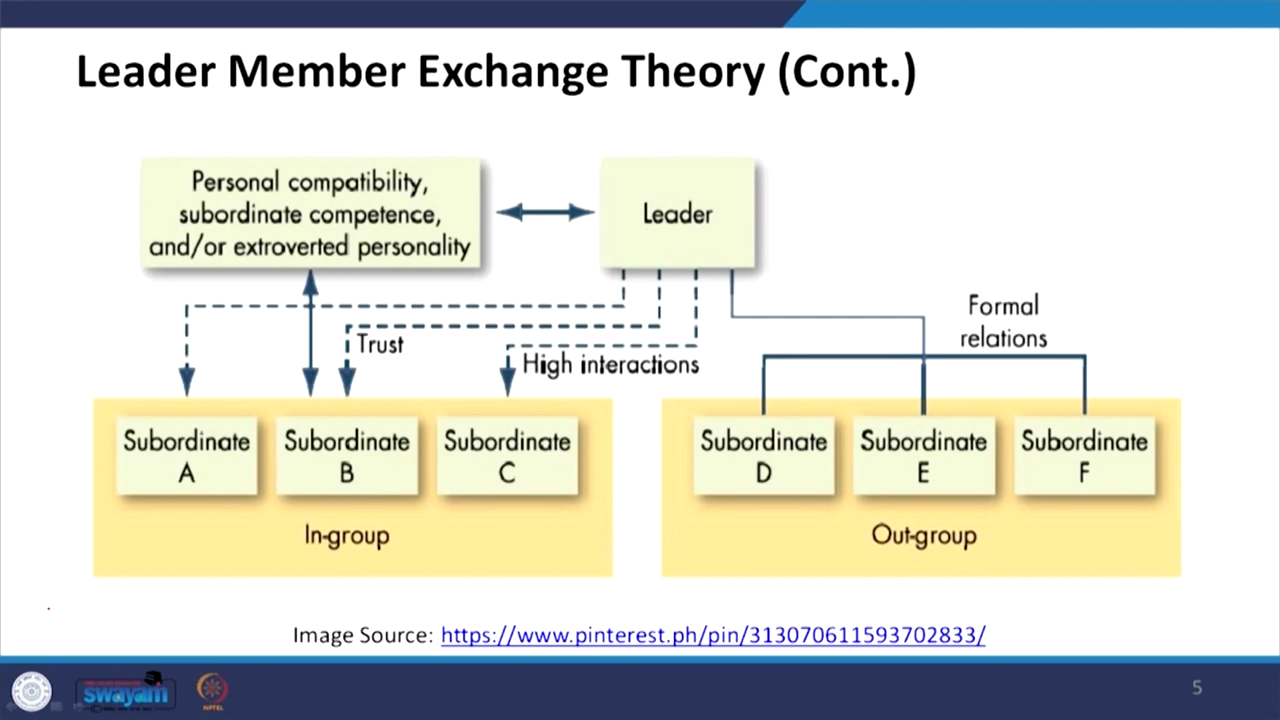 Leader Member Exchange Theory (Cont.)
Personal compatibility,
subordinate competence,
and/or extroverted personality
Leader
Formal
relations
Trust
High interactions
Subordinate
A
Subordinate
B
Subordinate
C
In-group
Subordinate
D
Subordinate
E
Subordinate
F
Out-group
Image Source: https://www.pinterest.ph/pin/313070611593702833/
swayam
NPTEL
5